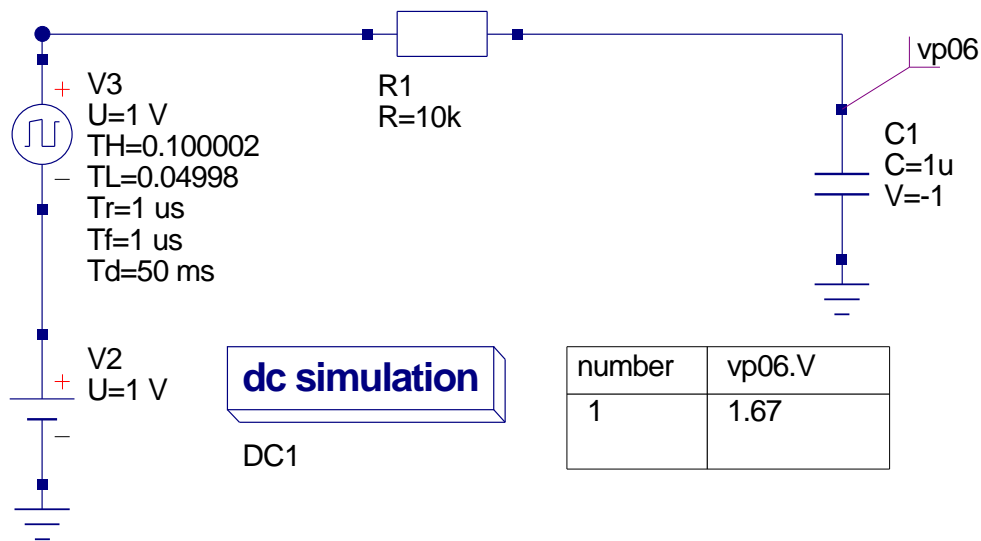 vp06
R1
R=10k
V3
U=1 V
TH=0.100002
TL=0.04998
Tr=1 us
Tf=1 us
Td=50 ms
C1
C=1u
V=-1
V2
U=1 V
dc simulation
DC1
number vp06.V
1 1.67